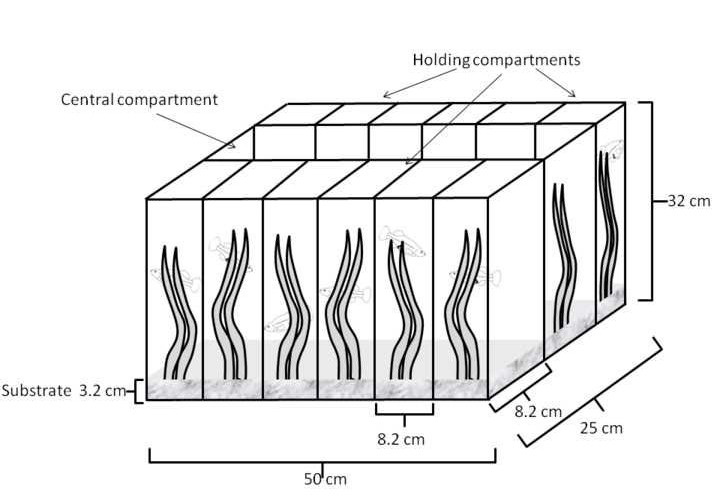 Holding compartments
Central compartment
32 cm
Substrate 3.2 cm
8.2 cm
8.2 cm
25 cm
50 cm